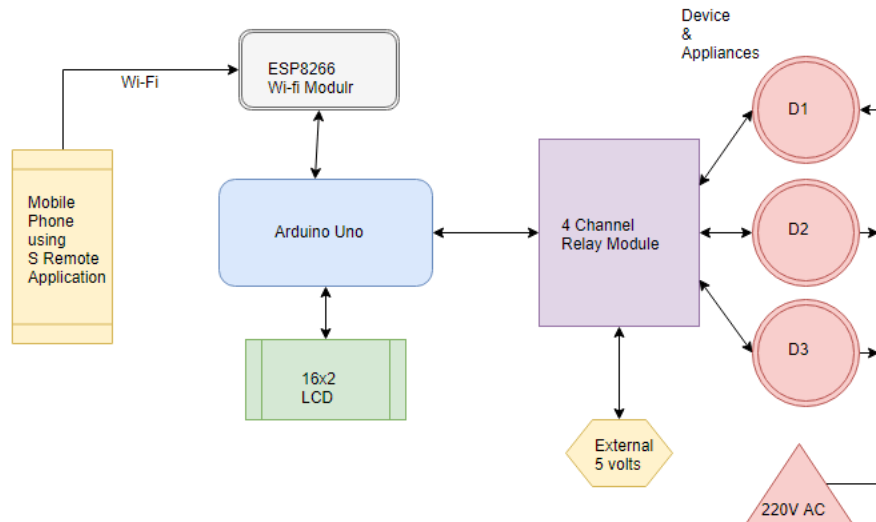 Device
&
Appliances
ESP8266
Wi-fi Modulr
Wi-Fi
D1
Mobile
Phone
using
S Remote
Application
Arduino Uno
4 Channel
Relay Module
D2
16x2
LCD
D3
External
5 volts
220V AC